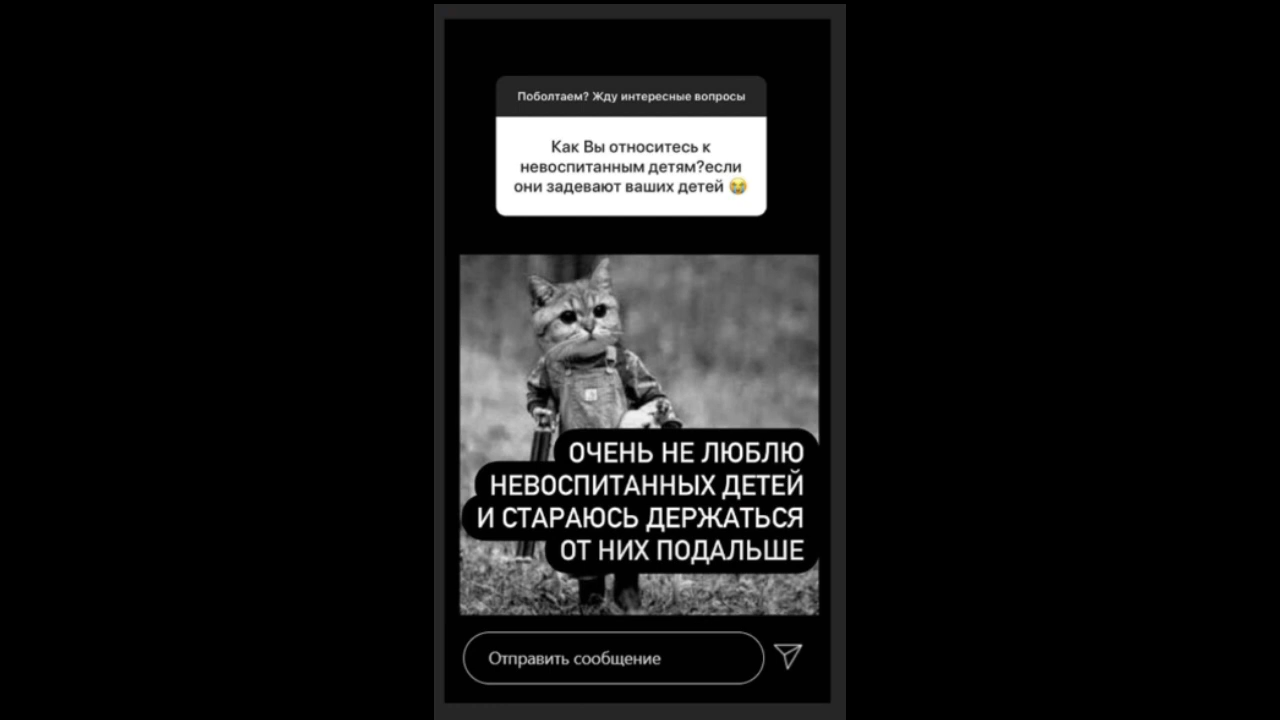 Поболтаем? Жду интересные вопросы
Как Вы относитесь к
невоспитанным детям?если
они задевают ваших детей 😭
ОЧЕНЬ НЕ ЛЮБЛЮ
НЕВОСПИТАННЫХ ДЕТЕЙ
И СТАРАЮСЬ ДЕРЖАТЬСЯ
ОТ НИХ ПОДАЛЬШЕ
Отправить сообщение